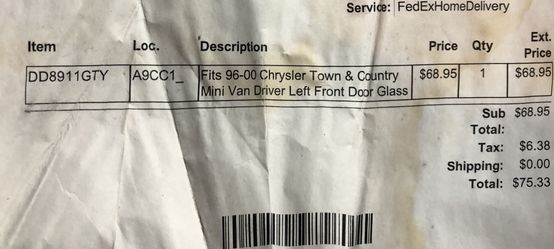 Service: FedExHomeDelivery
Item Loc. Description Price Qty Ext. Price
DD8911GTY A9CC1_ Fits 96-00 Chrysler Town & Country $68.95 1 $68.95
Mini Van Driver Left Front Door Glass
Sub Total: $68.95
Tax: $6.38
Shipping: $0.00
Total: $75.33